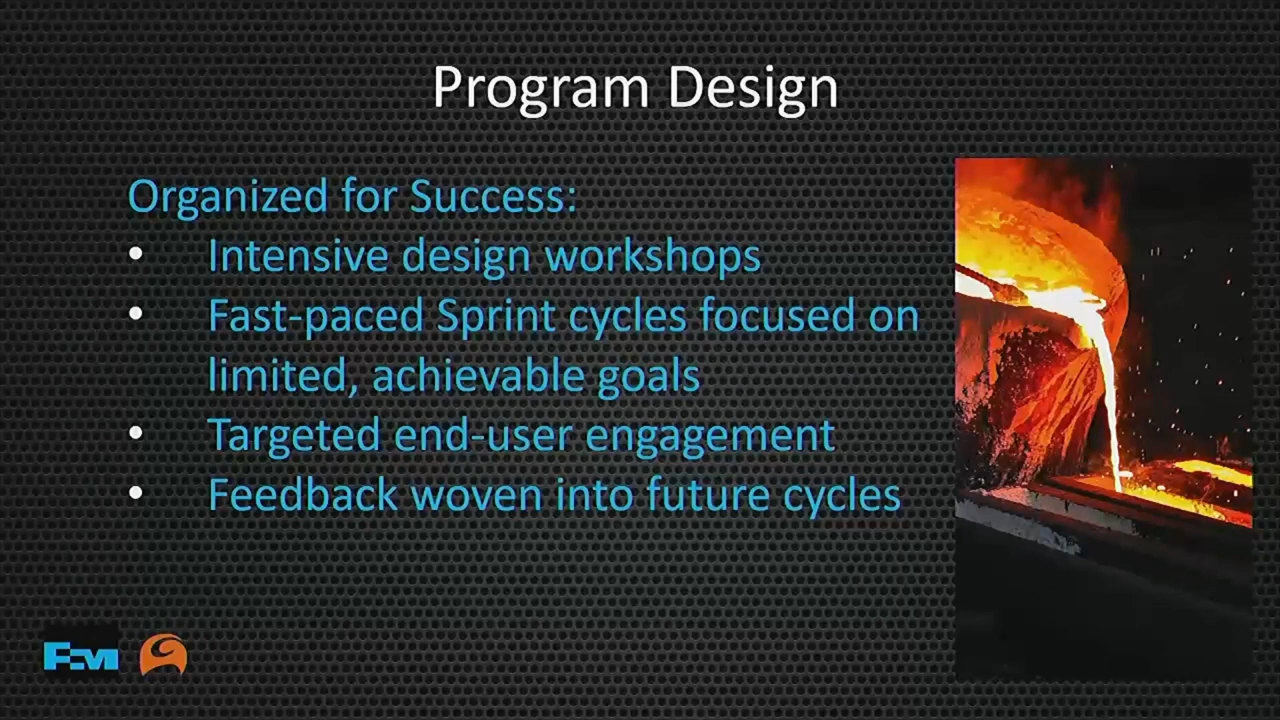 Program Design
Organized for Success:
• Intensive design workshops
• Fast-paced Sprint cycles focused on
limited, achievable goals
• Targeted end-user engagement
• Feedback woven into future cycles